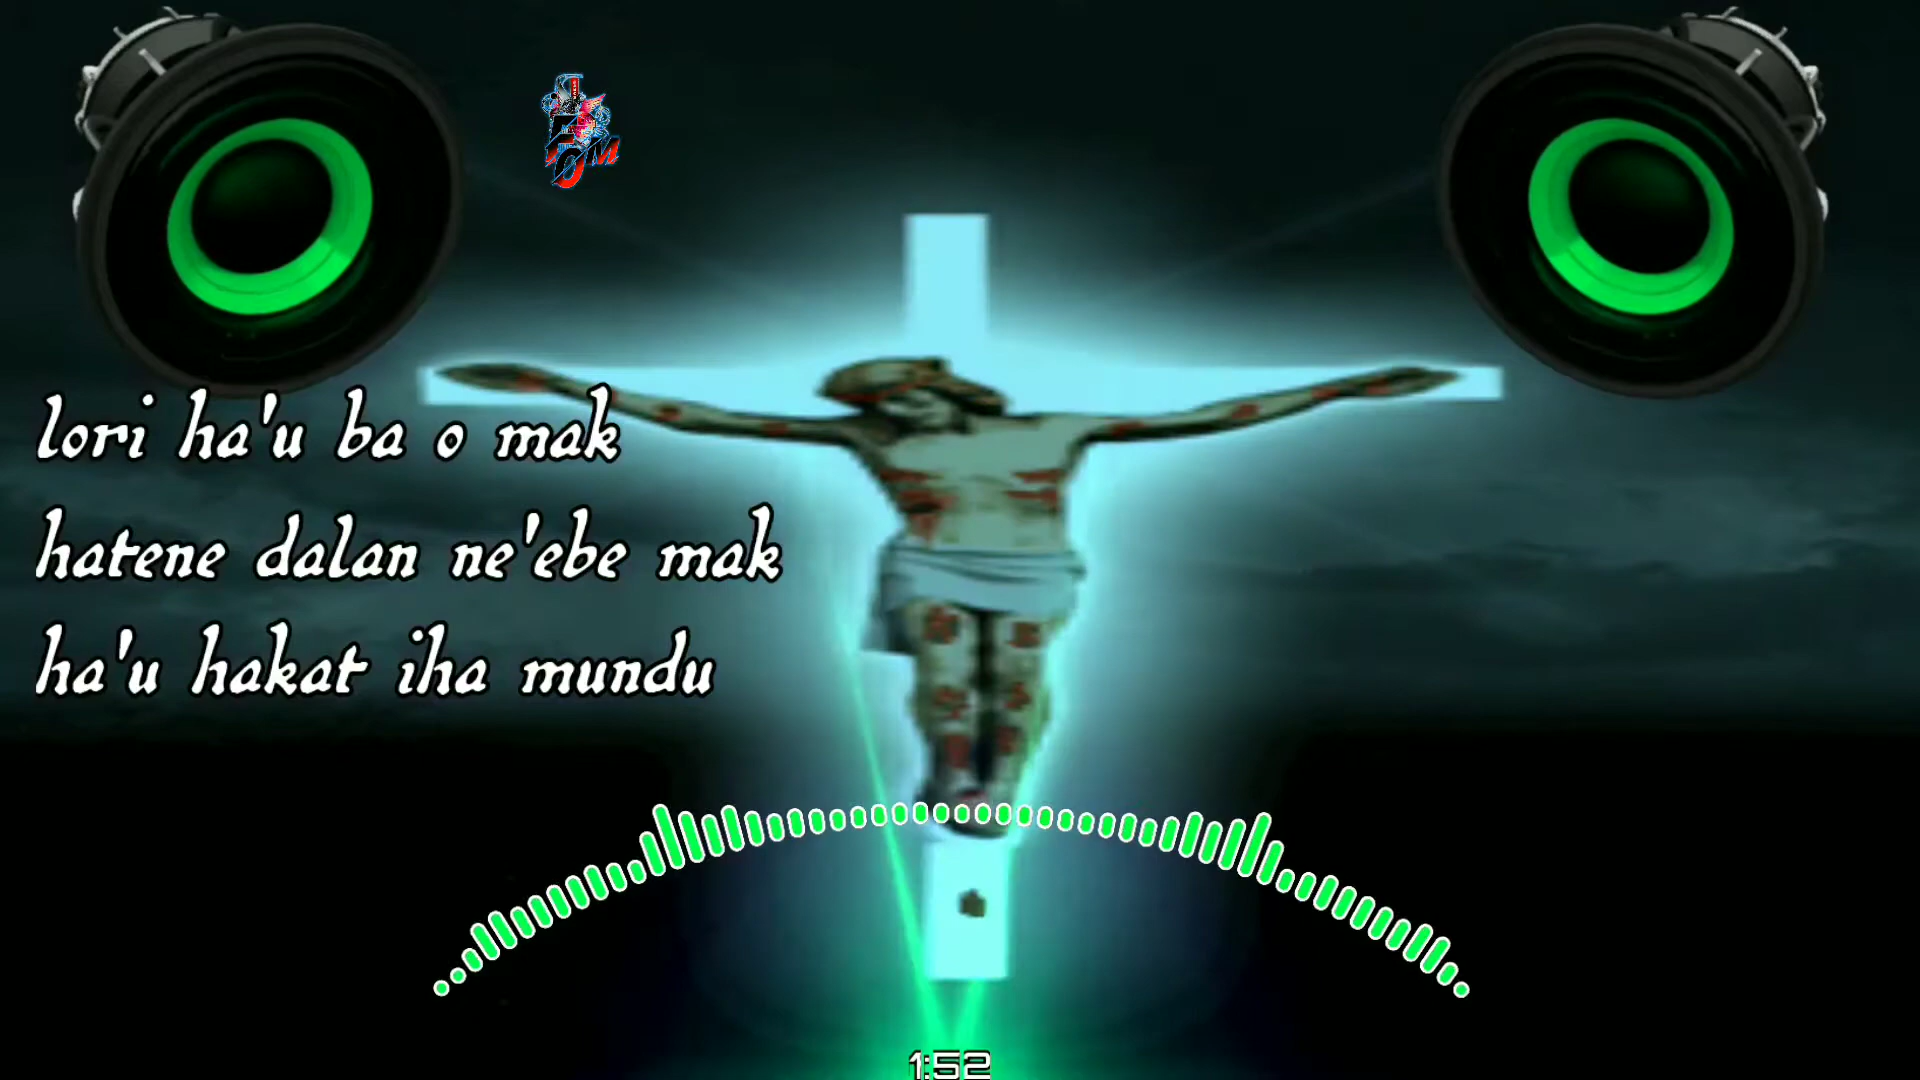 lori ha'u ba o mak
hatene dalan ne'ebe mak
ha'u hakat iha mundu
1:52